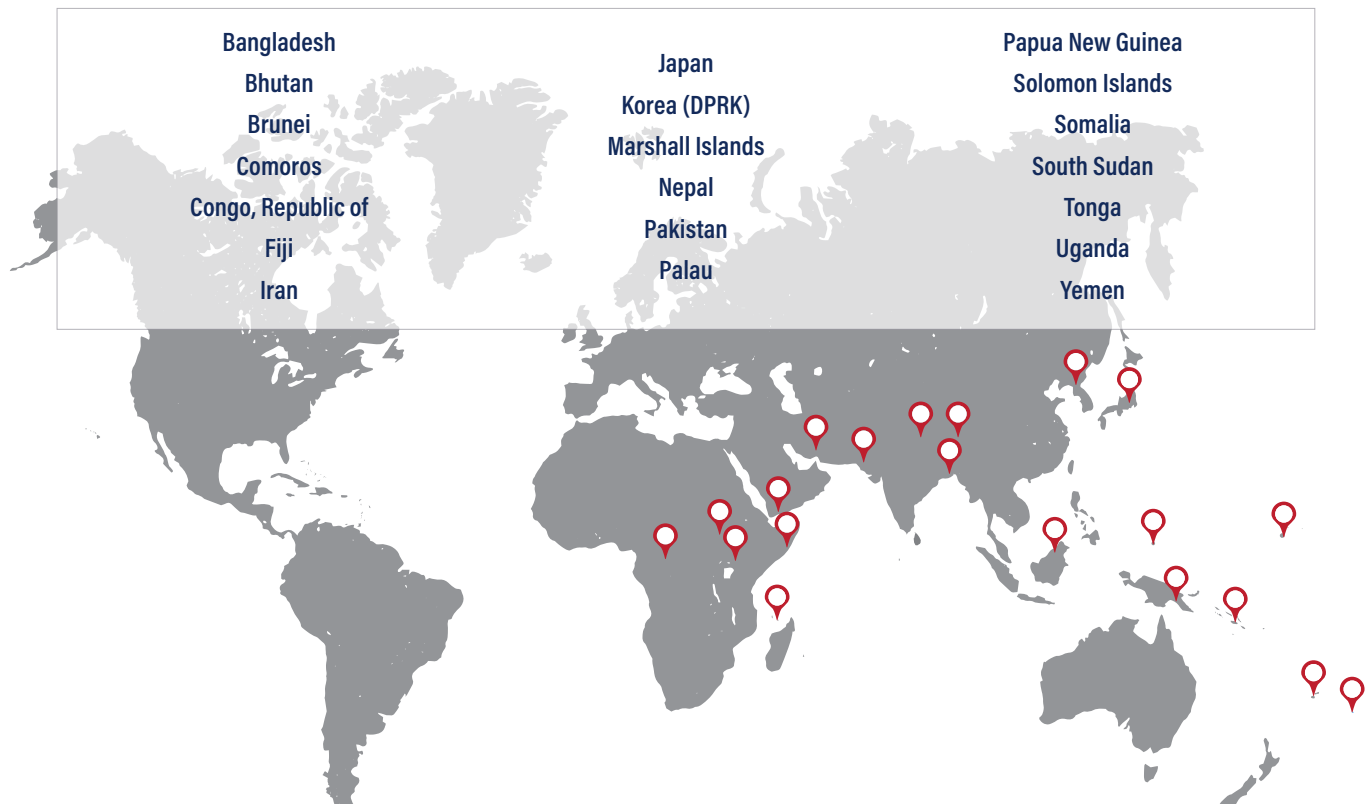 Bangladesh
Bhutan
Brunei
Comoros
Congo, Republic of
Fiji
Iran
Japan
Korea (DPRK)
Marshall Islands
Nepal
Pakistan
Palau
Papua New Guinea
Solomon Islands
Somalia
South Sudan
Tonga
Uganda
Yemen